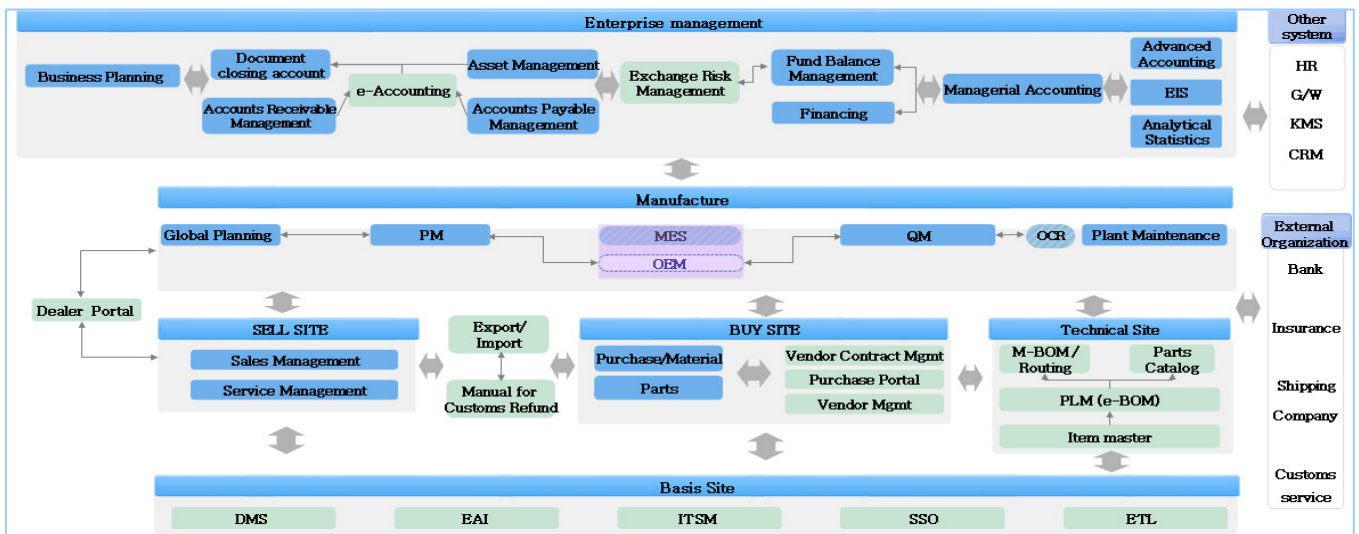 Enterprise management
Other
system
Business Planning
Document
closing account
Asset Management
e-Accounting
Accounts Receivable
Management
Accounts Payable
Management
Exchange Risk
Management
Fund Balance
Management
Financing
Managerial Accounting
Advanced
Accounting
EIS
Analytical
Statistics
HR
G/W
KMS
CRM
Manufacture
Global Planning
PM
MES
OEM
QM
OCR
Plant Maintenance
External
Organization
Bank
Insurance
Shipping
Company
Customs
service
Dealer Portal
SELL SITE
Sales Management
Service Management
Export/
Import
Manual for
Customs Refund
BUY SITE
Purchase/Material
Parts
Vendor Contract Mgmt
Purchase Portal
Vendor Mgmt
Technical Site
M-BOM /
Routing
Parts
Catalog
PLM (e-BOM)
Item master
Basis Site
DMS
EAI
ITSM
SSO
ETL